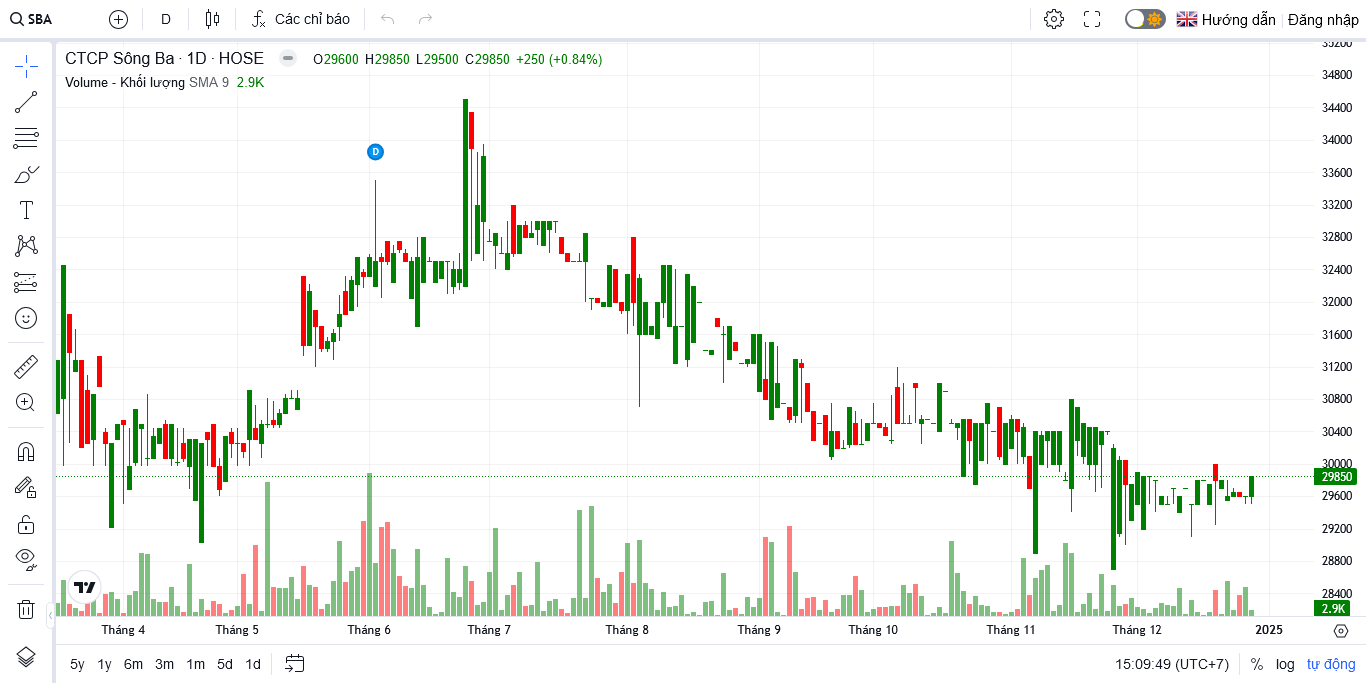 SBA D Các chỉ báo Hướng dẫn Đăng nhập
CTCP Sông Ba · 1D · HOSE O29600 H29850 L29500 C29850 +250 (+0.84%)
Volume - Khối lượng SMA 9 2.9K
D
35200
34800
34400
34000
33600
33200
32800
32400
32000
31600
31200
30800
30400
30000
29850
29600
29200
28800
28400
2.9K
Tháng 4 Tháng 5 Tháng 6 Tháng 7 Tháng 8 Tháng 9 Tháng 10 Tháng 11 Tháng 12 2025
5y 1y 6m 3m 1m 5d 1d 15:09:49 (UTC+7) % log tự động